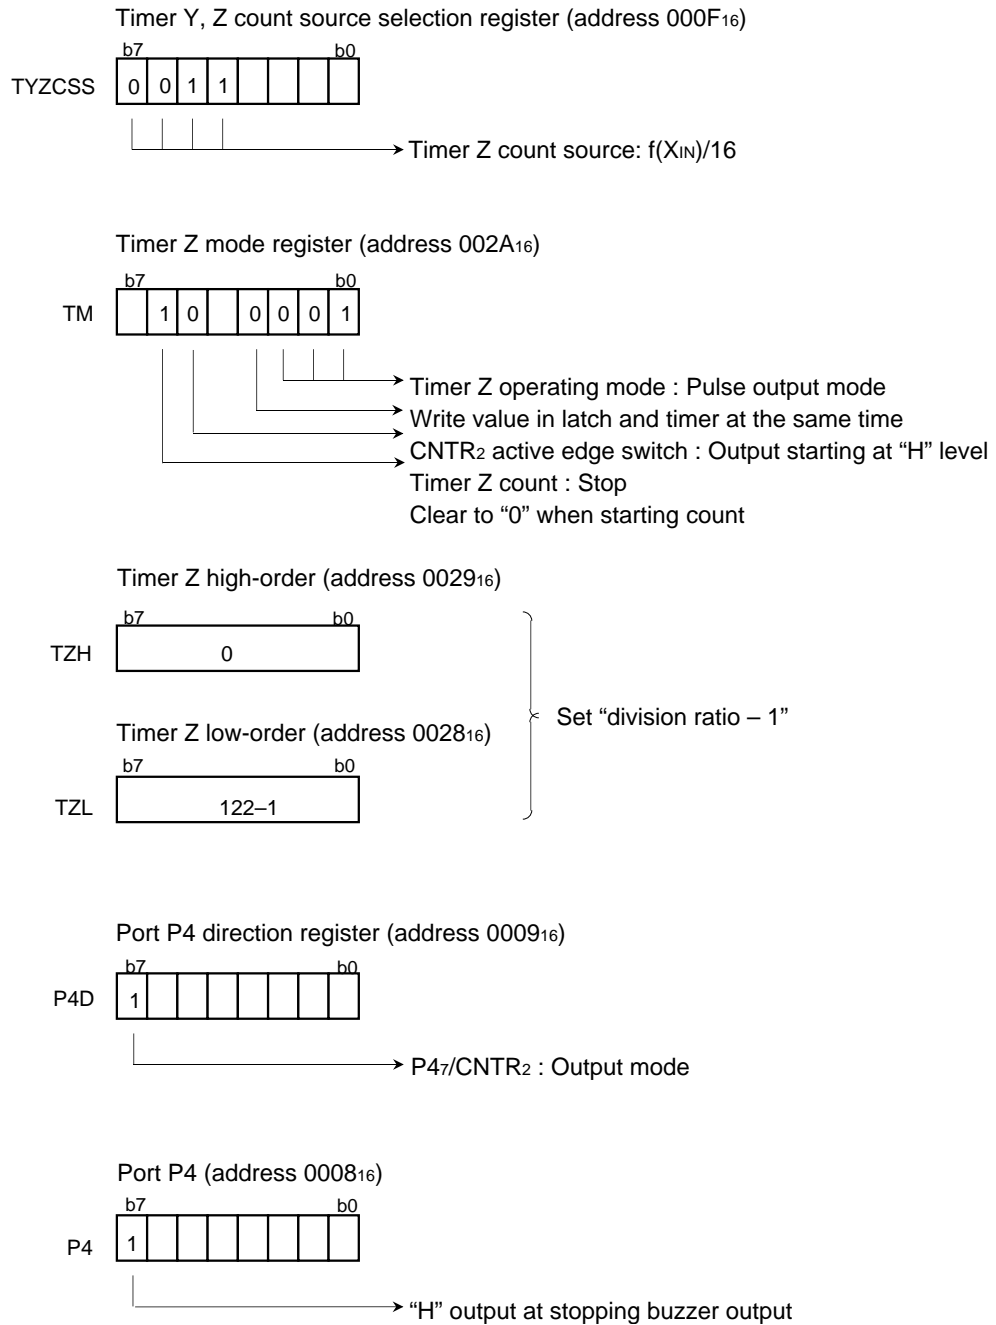 Timer Y, Z count source selection register (address 000F16)
b7 b0
TYZCSS 0 0 1 1
Timer Z count source: f(XIN)/16
Timer Z mode register (address 002A16)
b7 b0
TM 1 0 0 0 0 1
Timer Z operating mode : Pulse output mode
Write value in latch and timer at the same time
CNTR2 active edge switch : Output starting at “H” level
Timer Z count : Stop
Clear to “0” when starting count
Timer Z high-order (address 002916)
b7 b0
TZH 0
Set “division ratio – 1”
Timer Z low-order (address 002816)
b7 b0
TZL 122–1
Port P4 direction register (address 000916)
b7 b0
P4D 1
P47/CNTR2 : Output mode
Port P4 (address 000816)
b7 b0
P4 1
“H” output at stopping buzzer output